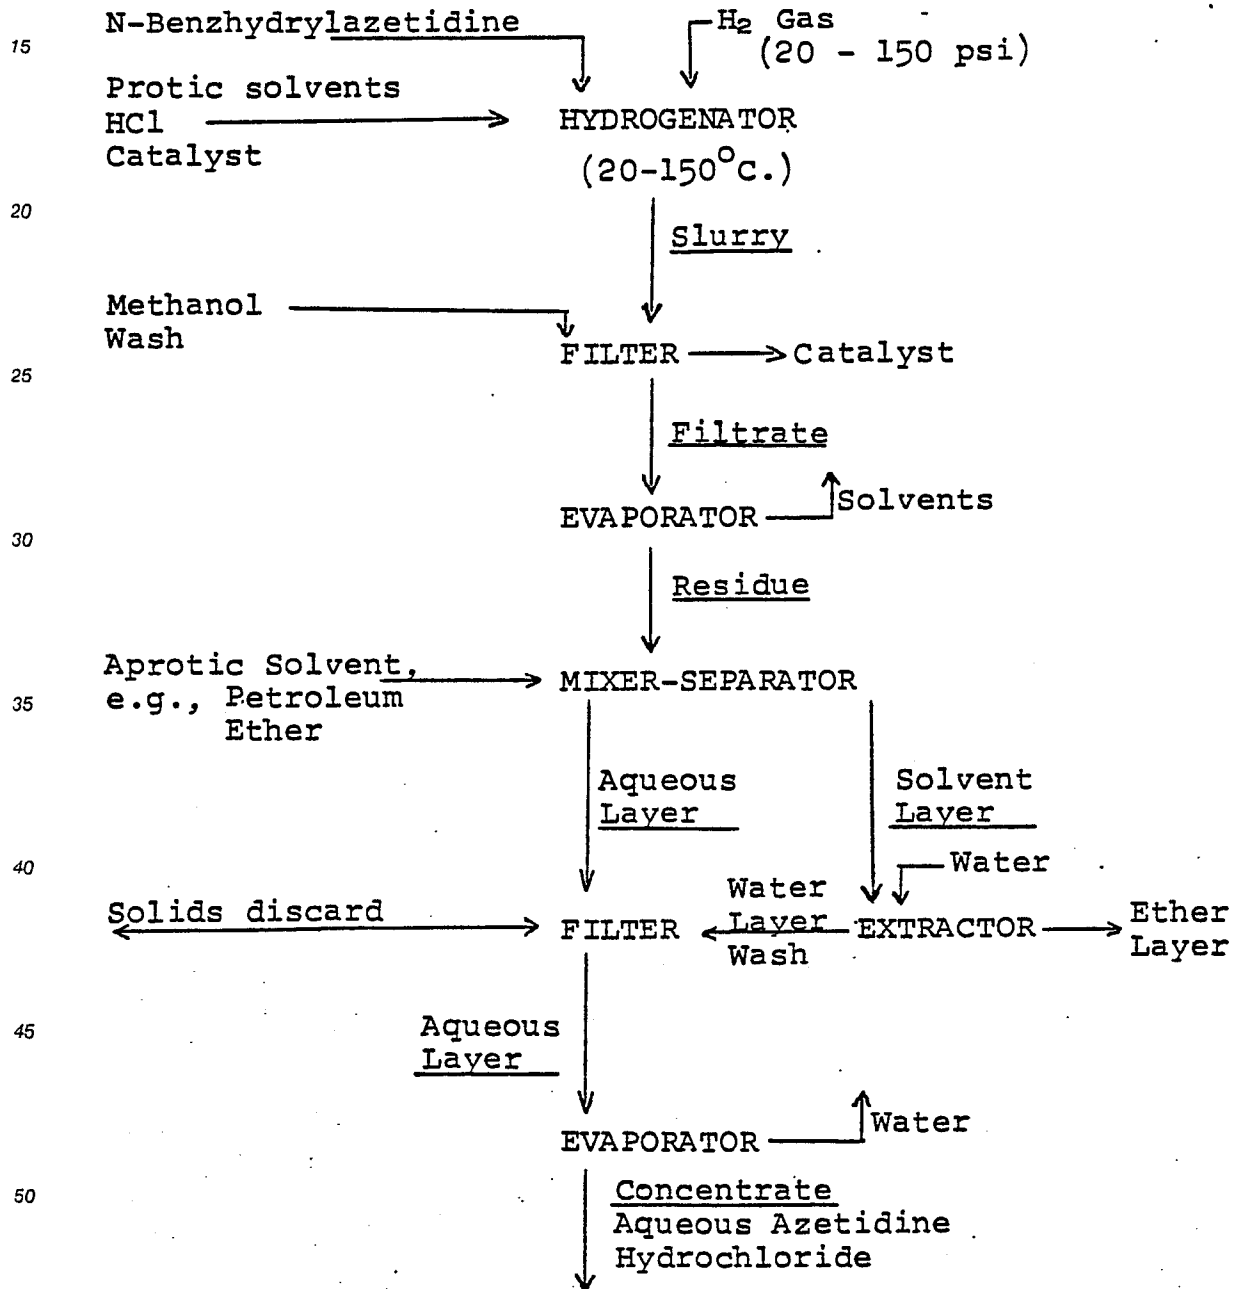 N-Benzhydrylazetidine
H₂ Gas
15
(20 - 150 psi)
Protic solvents
HCl
HYDROGENATOR
Catalyst
(20-150°C.)
20
Slurry
Methanol
Wash
FILTER
Catalyst
25
Filtrate
Solvents
EVAPORATOR
30
Residue
Aprotic Solvent,
MIXER-SEPARATOR
e.g., Petroleum
35
Ether
Aqueous
Layer
Solvent
Layer
40
Water
Water
Layer
Wash
Solids discard
FILTER
EXTRACTOR
Ether
Layer
45
Aqueous
Layer
Water
EVAPORATOR
50
Concentrate
Aqueous Azetidine
Hydrochloride